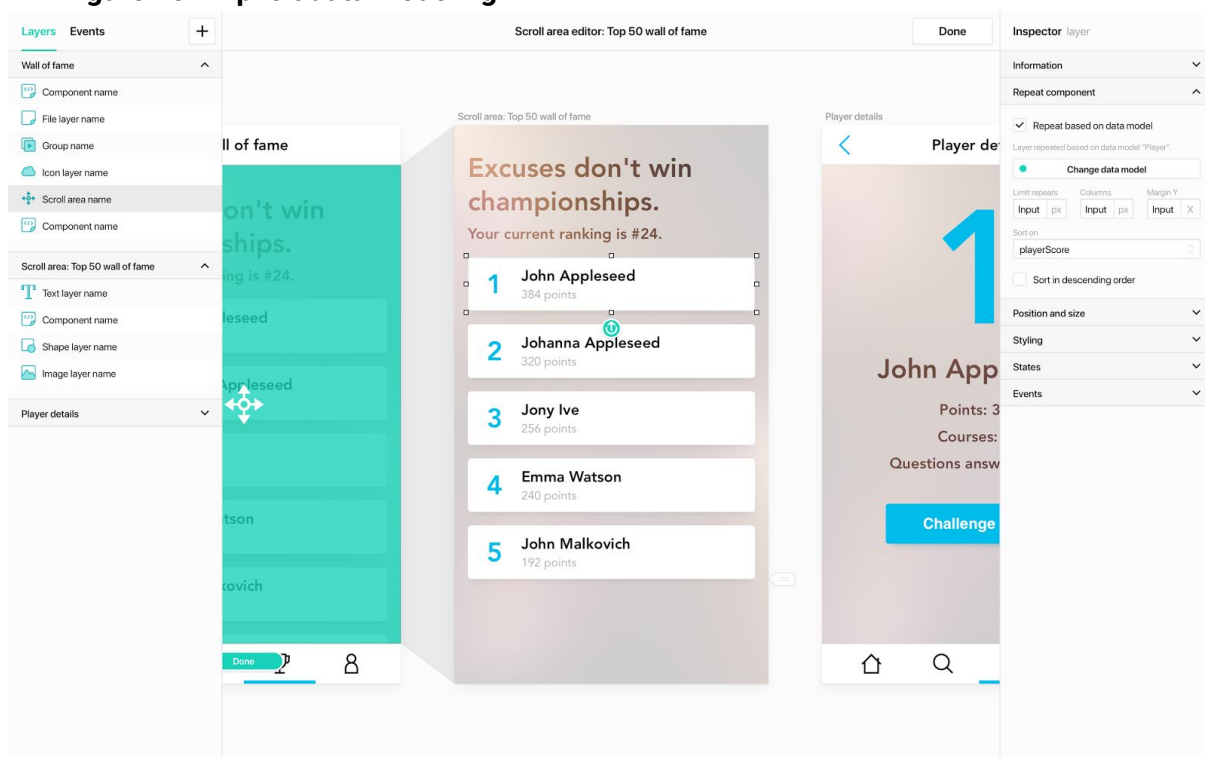 Layers Events +
Scroll area editor: Top 50 wall of fame
Done
Inspector layer
Wall of fame
Component name
File layer name
Group name
Icon layer name
Scroll area name
Component name
Scroll area: Top 50 wall of fame
Text layer name
Component name
Shape layer name
Image layer name
Player details
ll of fame
on't win
ships.
ing is #24.
leseed
Appleseed
tson
kovich
Done
Scroll area: Top 50 wall of fame
Excuses don't win
championships.
Your current ranking is #24.
1 John Appleseed
384 points
2 Johanna Appleseed
320 points
3 Jony Ive
256 points
4 Emma Watson
240 points
5 John Malkovich
192 points
Player details
Player de
1
John App
Points: 3
Courses:
Questions answ
Challenge
Information
Repeat component
Repeat based on data model
Layer repeated based on data model "Player":
Change data model
Limit repeats Columns Margin Y
Input px Input px Input X
Sort on
playerScore
Sort in descending order
Position and size
Styling
States
Events